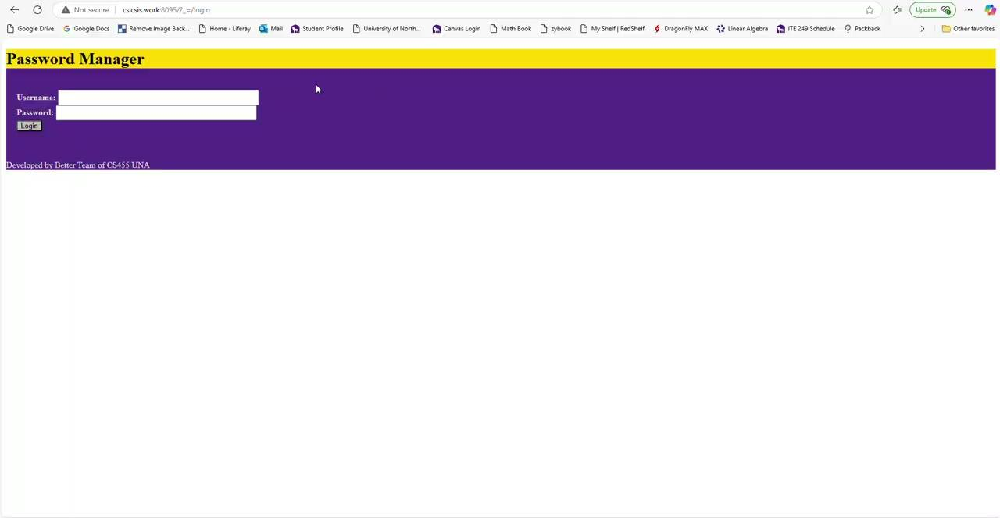 Not secure | cs.csis.work:8095/?_=/login
Update
Google Drive Google Docs Remove Image Back... Home - Liferay Mail Student Profile University of North... Canvas Login Math Book zybook My Shelf | RedShelf DragonFly MAX Linear Algebra ITE 249 Schedule Packback Other favorites
Password Manager
Username:
Password:
Login
Developed by Better Team of CS455 UNA